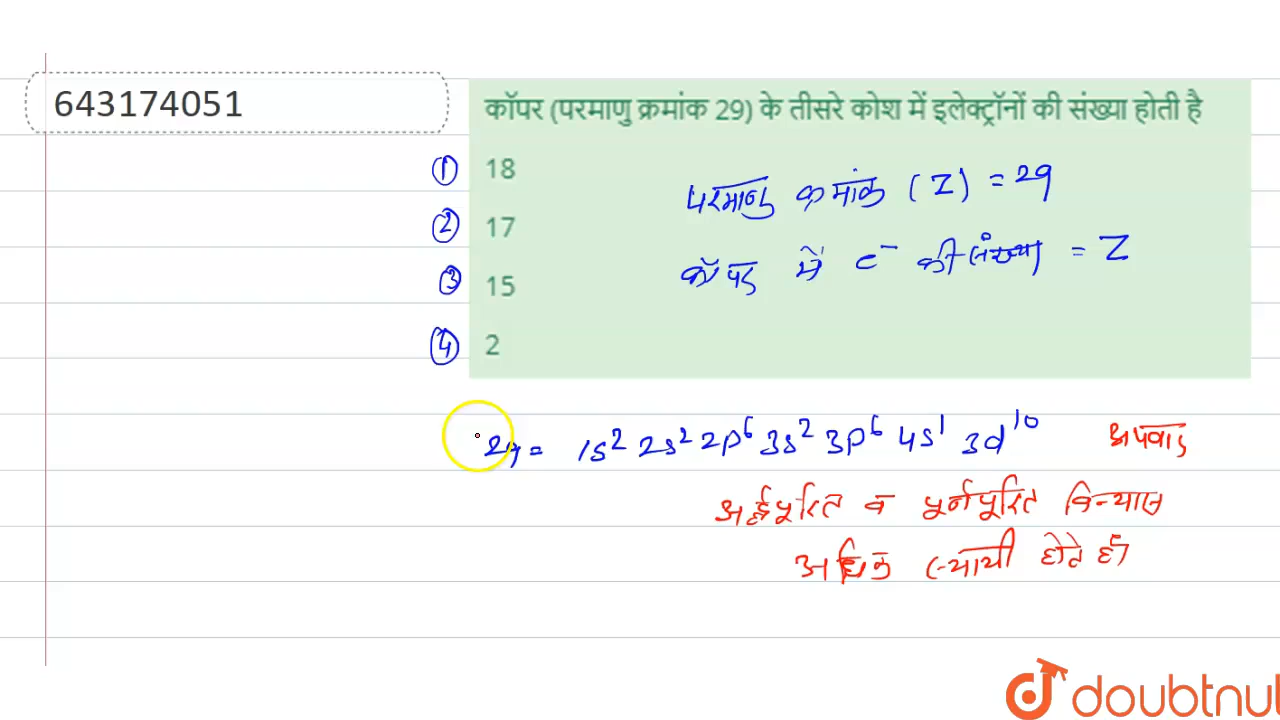 643174051
कॉपर (परमाणु क्रमांक 29) के तीसरे कोश में इलेक्ट्रॉनों की संख्या होती है
① 18
② 17
③ 15
④ 2
परमाणु क्रमांक (Z) = 29
कॉपर में e⁻ की संख्या = Z
29 = 1s² 2s² 2p⁶ 3s² 3p⁶ 4s¹ 3d¹⁰ अपवाद
अर्द्धपूरित व पूर्नपूरित विन्यास
अधिक स्थायी होते हैं
doubtnut